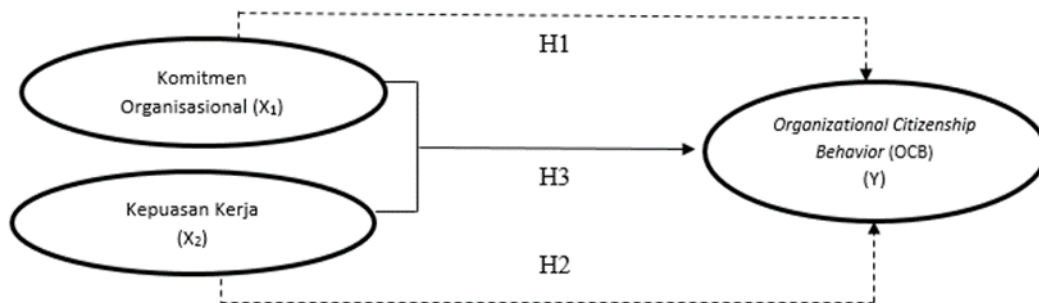 H1
Komitmen
Organisasional (X₁)
Organizational Citizenship
Behavior (OCB)
(Y)
H3
Kepuasan Kerja
(X₂)
H2